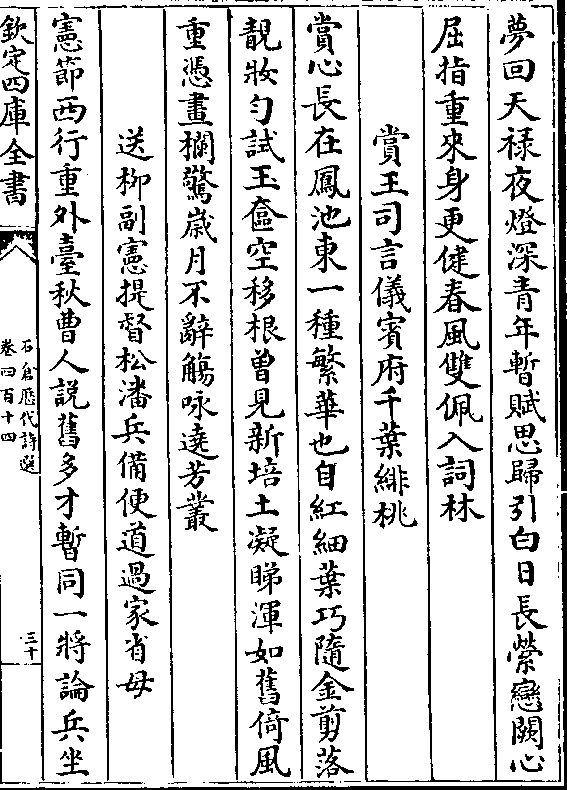 夢回天禄夜燈深青年暫賦思歸引白日長縈戀闕心
屈指重來身更健春風雙佩入詞林
賞王司言儀賓府千葉緋桃
賞心長在鳳池東一種繁華也自紅細葉巧隨金剪落
靚妝勻試玉奩空移根曽見新培土凝睇渾如舊倚風
重慿畫欄驚嵗月不辭觴咏遶芳叢
送柳副憲提督松潘兵備便道過家省母
憲節西行重外臺秋曹人說舊多才暫同一將論兵坐
欽定四庫全書
石倉歷代詩選
卷四百十四
三十